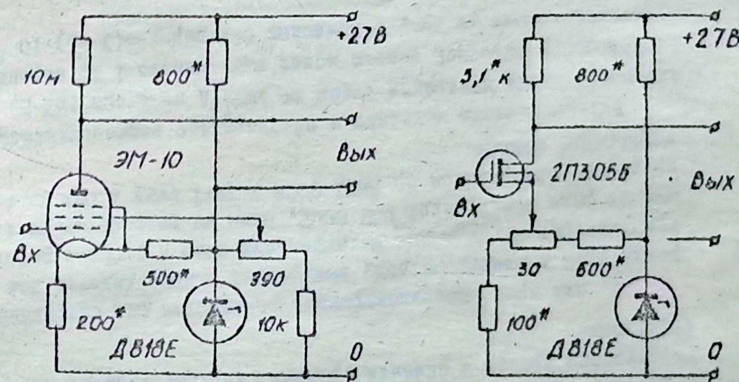 +27В
10м
800*
ЭМ-10
Вых
Вх
500*
390
200*
10к
Д818Е
0
+27В
3,1*к
800*
2П305Б
Вх
Вых
30
600*
100*
Д818Е
0